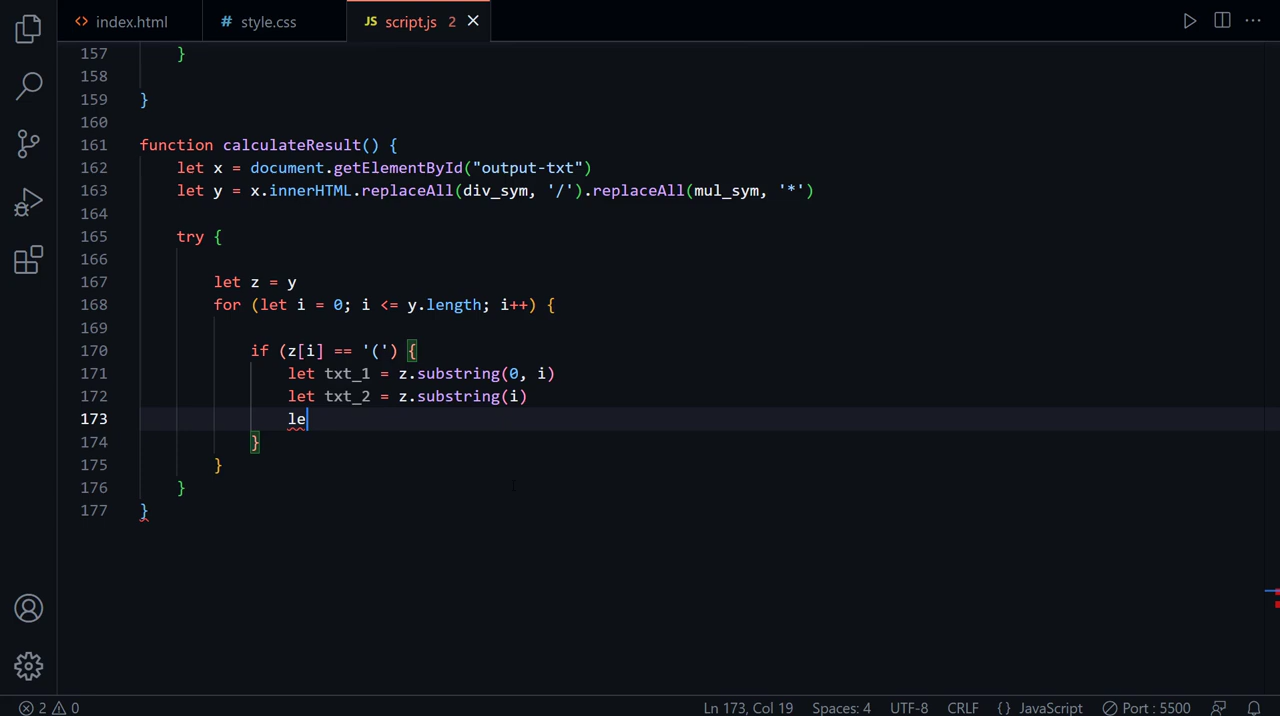 <> index.html
# style.css
JS script.js 2 ×
157 }
158
159 }
160
161 function calculateResult() {
162 let x = document.getElementById("output-txt")
163 let y = x.innerHTML.replaceAll(div_sym, '/').replaceAll(mul_sym, '*')
164
165 try {
166
167 let z = y
168 for (let i = 0; i <= y.length; i++) {
169
170 if (z[i] == '(') {
171 let txt_1 = z.substring(0, i)
172 let txt_2 = z.substring(i)
173 le
174 }
175 }
176 }
177 }
2 0 Ln 173, Col 19 Spaces: 4 UTF-8 CRLF {} JavaScript Port : 5500